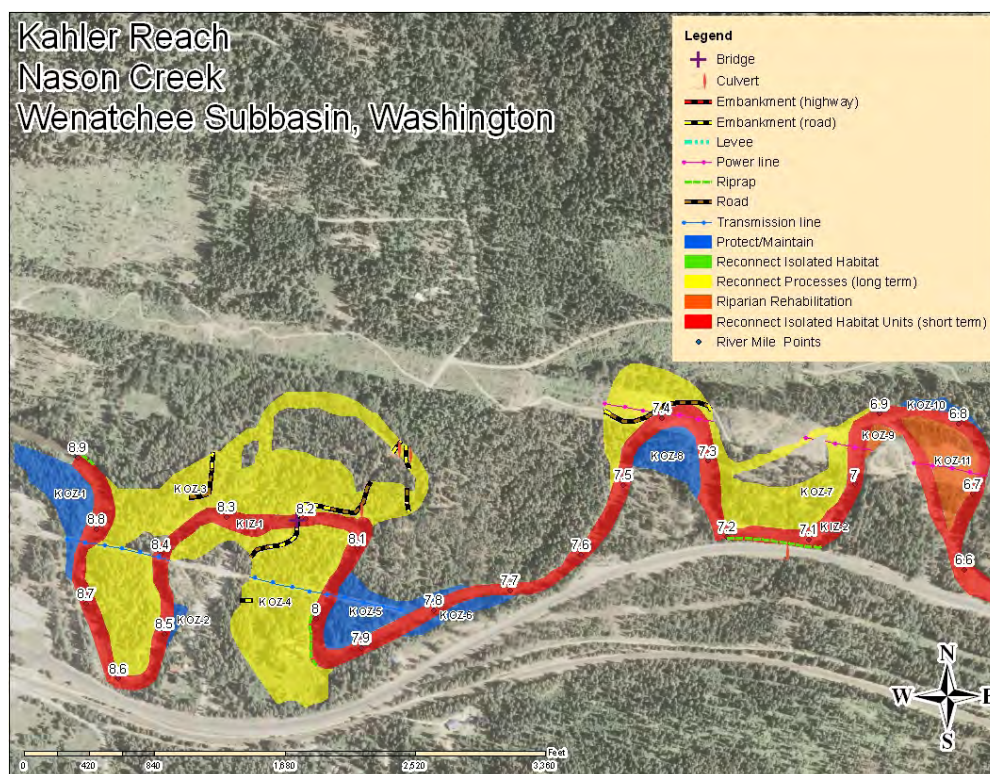 Kahler Reach
Nason Creek
Wenatchee Subbasin, Washington
Legend
Bridge
Culvert
Embankment (highway)
Embankment (road)
Levee
Power line
Riprap
Road
Transmission line
Protect/Maintain
Reconnect Isolated Habitat
Reconnect Processes (long term)
Riparian Rehabilitation
Reconnect Isolated Habitat Units (short term)
River Mile Points
8.9
KOZ-1
8.8
8.7
8.6
8.5
KOZ-2
8.4
KOZ-3
8.3
KIZ-1
8.2
8.1
KOZ-4
8
KOZ-5
7.9
7.8
KOZ-6
7.7
7.6
7.5
7.4
KOZ-8
7.3
7.2
KOZ-7
7.1
KIZ-2
7
KOZ-9
6.9
KOZ-10
6.8
KOZ-11
6.7
6.6
N
W
E
S
Feet
0
420
840
1,680
2,520
3,360